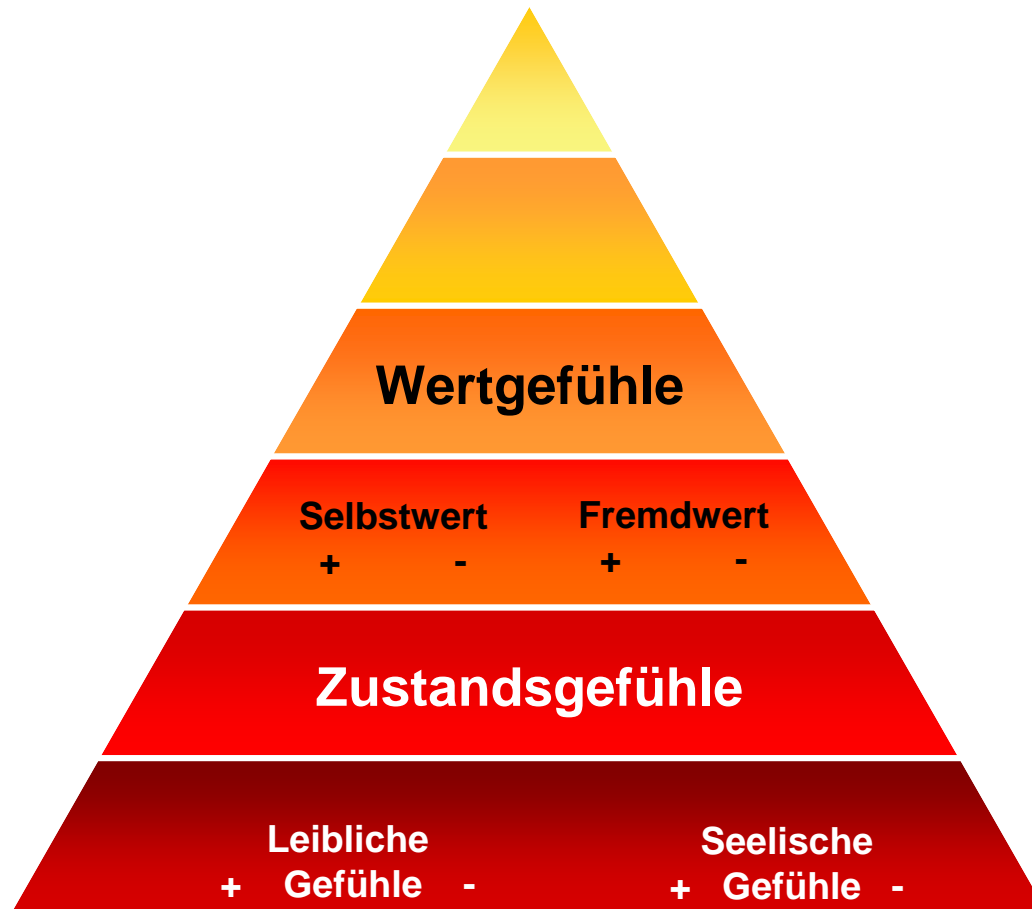 Wertgefühle
Selbstwert Fremdwert
+ - + -
Zustandsgefühle
Leibliche Seelische
+ Gefühle - + Gefühle -